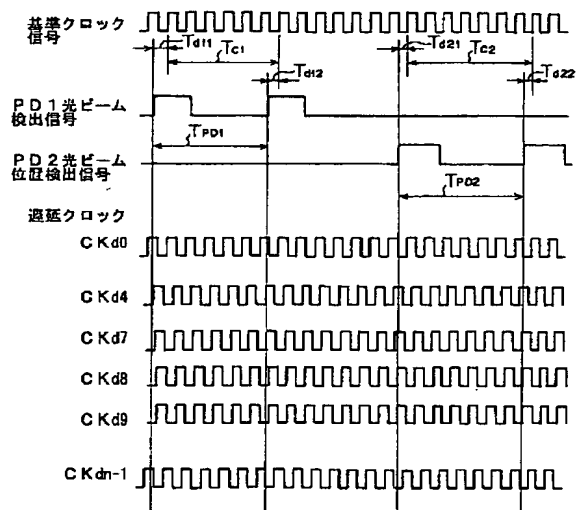 基準クロック
信号
Td11
TC1
Td12
Td21
TC2
Td22
PD1光ビーム
検出信号
TPD1
PD2光ビーム
位置検出信号
TPD2
遅延クロック
CKd0
CKd4
CKd7
CKd8
CKd9
CKdn-1